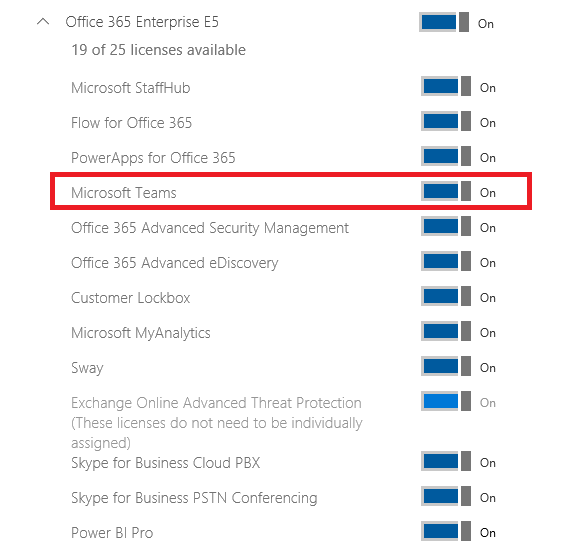 Office 365 Enterprise E5 On
19 of 25 licenses available
Microsoft StaffHub On
Flow for Office 365 On
PowerApps for Office 365 On
Microsoft Teams On
Office 365 Advanced Security Management On
Office 365 Advanced eDiscovery On
Customer Lockbox On
Microsoft MyAnalytics On
Sway On
Exchange Online Advanced Threat Protection On
(These licenses do not need to be individually
assigned)
Skype for Business Cloud PBX On
Skype for Business PSTN Conferencing On
Power BI Pro On